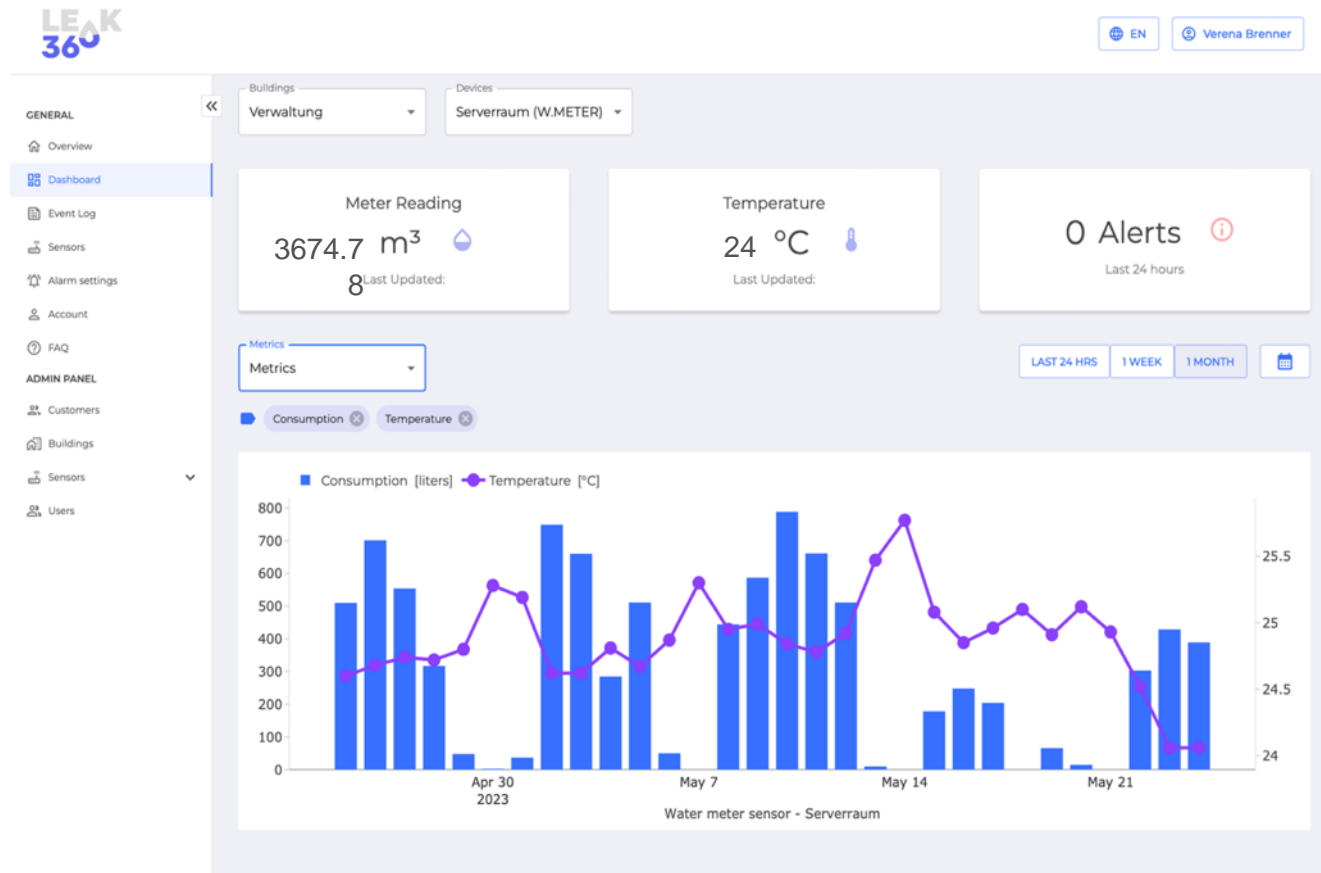 LEAK
360
EN
Verena Brenner
GENERAL
Overview
Dashboard
Event Log
Sensors
Alarm settings
Account
FAQ
ADMIN PANEL
Customers
Buildings
Sensors
Users
Buildings
Verwaltung
Devices
Serverraum (W.METER)
Meter Reading
3674.7 m³
8
Last Updated:
Temperature
24 °C
Last Updated:
0 Alerts
Last 24 hours
Metrics
Metrics
LAST 24 HRS
1 WEEK
1 MONTH
Consumption
Temperature
Consumption [liters] Temperature [°C]
800
700
600
500
400
300
200
100
0
25.5
25
24.5
24
Apr 30
2023
May 7
May 14
May 21
Water meter sensor - Serverraum